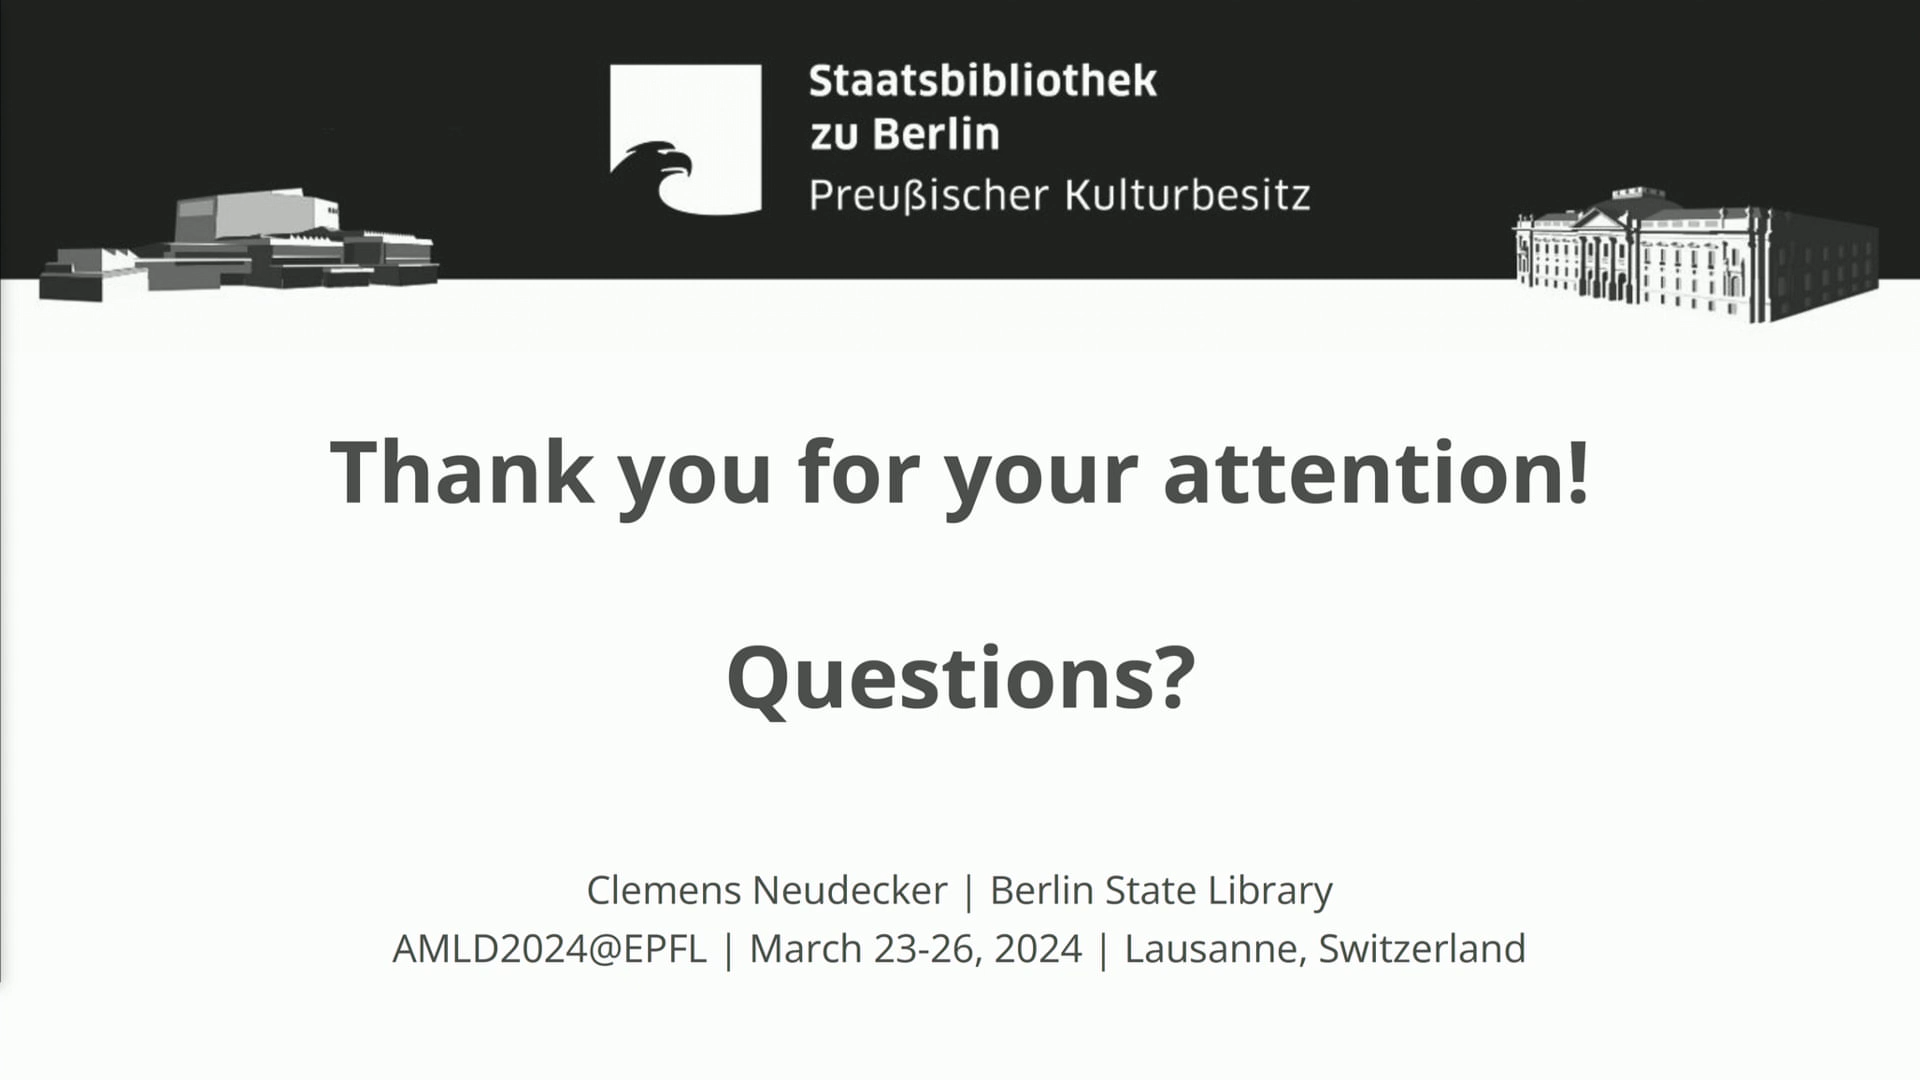 Staatsbibliothek
zu Berlin
Preußischer Kulturbesitz
Thank you for your attention!
Questions?
Clemens Neudecker | Berlin State Library
AMLD2024@EPFL | March 23-26, 2024 | Lausanne, Switzerland